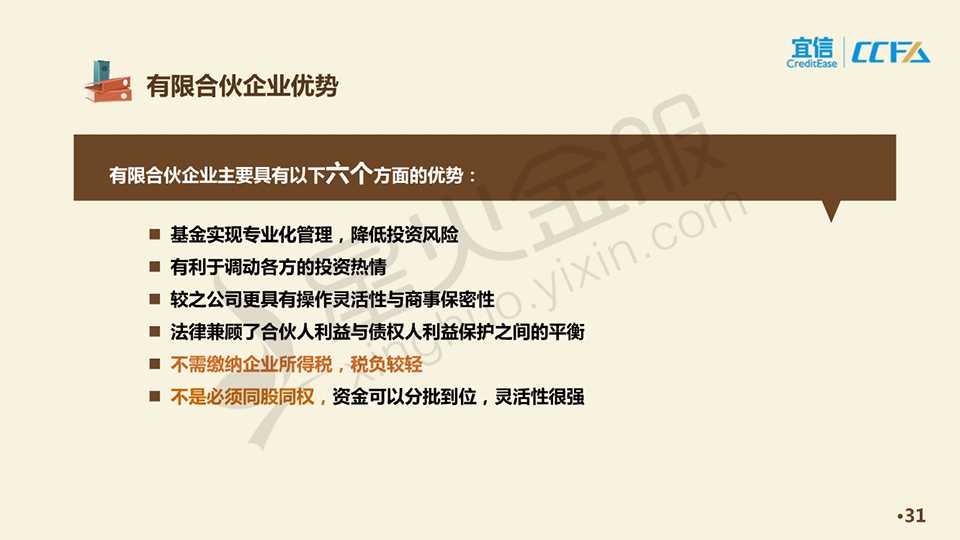 宜信
CreditEase
CCFA
有限合伙企业优势
有限合伙企业主要具有以下六个方面的优势：
■ 基金实现专业化管理，降低投资风险
■ 有利于调动各方的投资热情
■ 较之公司更具有操作灵活性与商事保密性
■ 法律兼顾了合伙人利益与债权人利益保护之间的平衡
■ 不需缴纳企业所得税，税负较轻
■ 不是必须同股同权，资金可以分批到位，灵活性很强
星火金服
xinghuo.yixin.com
•31